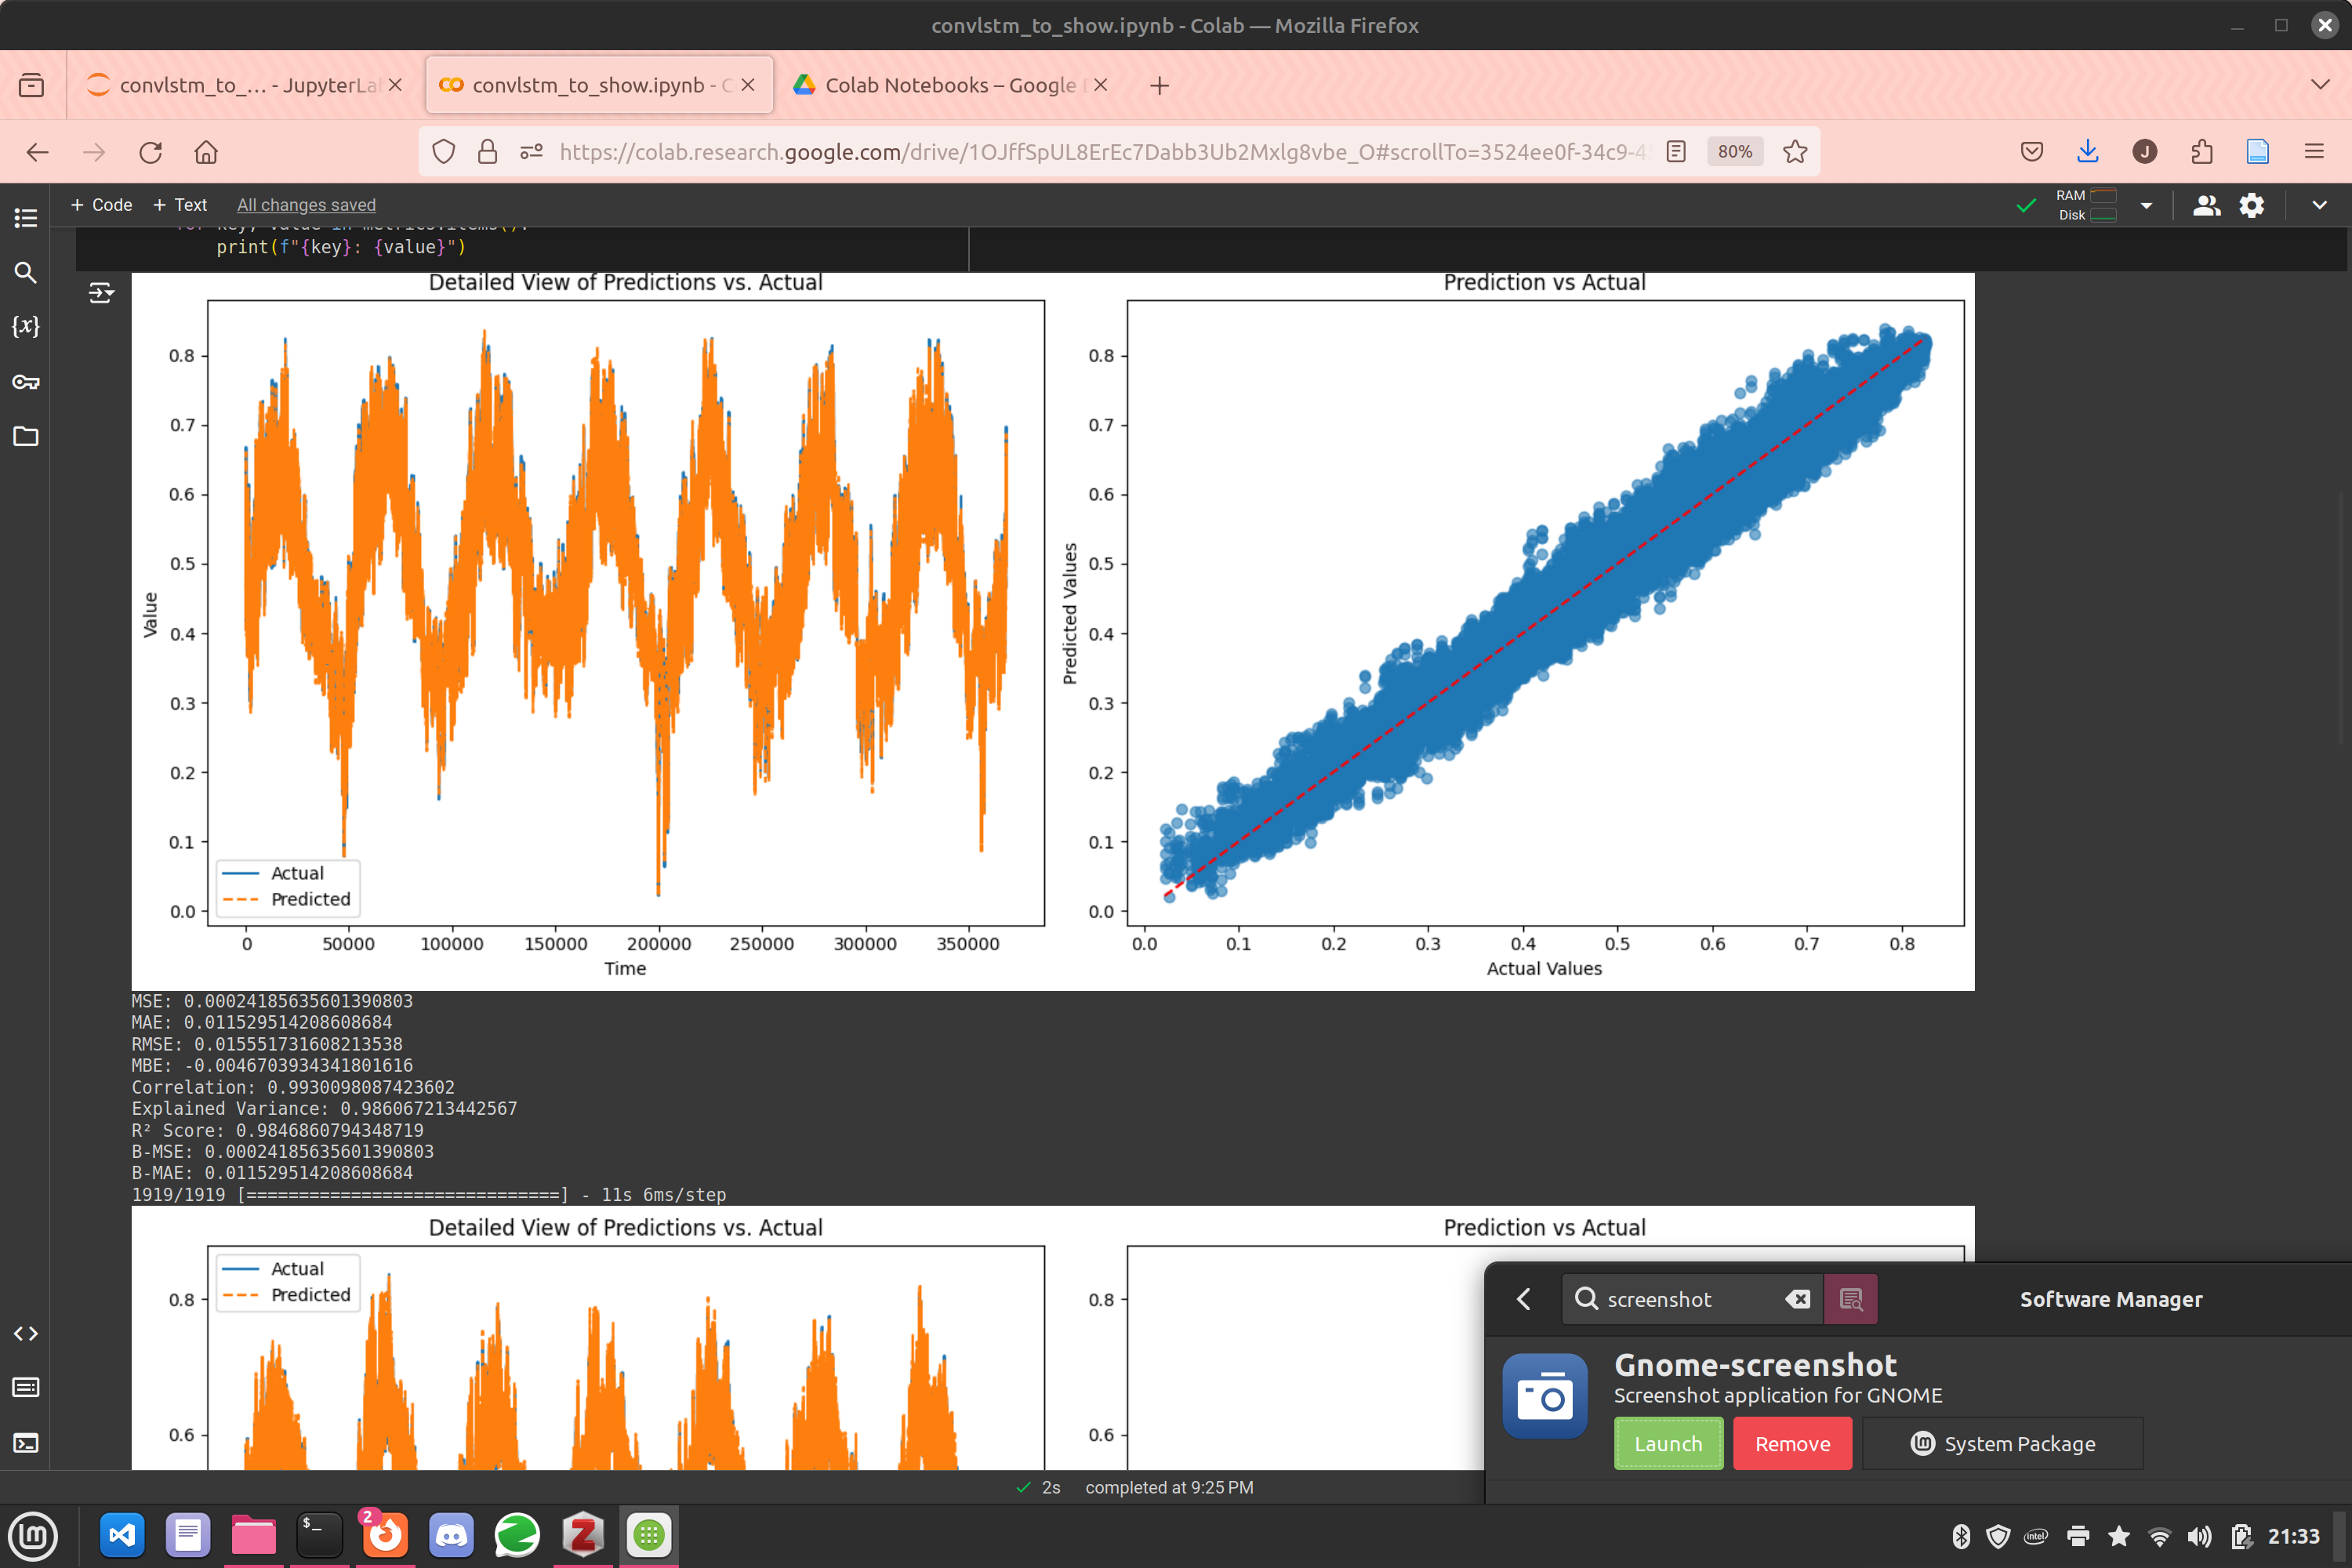 convlstm_to_show.ipynb - Colab — Mozilla Firefox
convlstm_to_... - JupyterLa
convlstm_to_show.ipynb - C
Colab Notebooks – Google
https://colab.research.google.com/drive/1OJffSpUL8ErEc7Dabb3Ub2Mxlg8vbe_O#scrollTo=3524ee0f-34c9-4
80%
J
+ Code + Text All changes saved
RAM
Disk
for key, value in metrics.items():
print(f"{key}: {value}")
{x}
Detailed View of Predictions vs. Actual
0.8
0.7
0.6
0.5
0.4
0.3
0.2
0.1
0.0
Value
Actual
Predicted
0 50000 100000 150000 200000 250000 300000 350000
Time
Prediction vs Actual
0.8
0.7
0.6
0.5
0.4
0.3
0.2
0.1
0.0
Predicted Values
0.0 0.1 0.2 0.3 0.4 0.5 0.6 0.7 0.8
Actual Values
MSE: 0.00024185635601390803
MAE: 0.011529514208608684
RMSE: 0.015551731608213538
MBE: -0.0046703934341801616
Correlation: 0.9930098087423602
Explained Variance: 0.986067213442567
R² Score: 0.9846860794348719
B-MSE: 0.00024185635601390803
B-MAE: 0.011529514208608684
1919/1919 [==============================] - 11s 6ms/step
Detailed View of Predictions vs. Actual
Actual
Predicted
0.8
0.6
Prediction vs Actual
0.8
0.6
screenshot
Software Manager
Gnome-screenshot
Screenshot application for GNOME
Launch
Remove
System Package
2s completed at 9:25 PM
$_
2
Z
intel
21:33